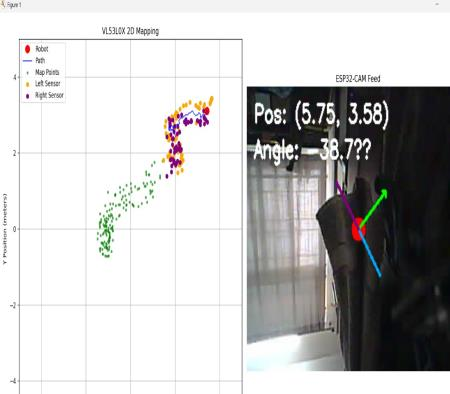 Figure 1
VL53L0X 2D Mapping
Robot
Path
Map Points
Left Sensor
Right Sensor
4
2
0
−2
−4
Y Position (meters)
ESP32-CAM Feed
Pos: (5.75, 3.58)
Angle: -38.7??